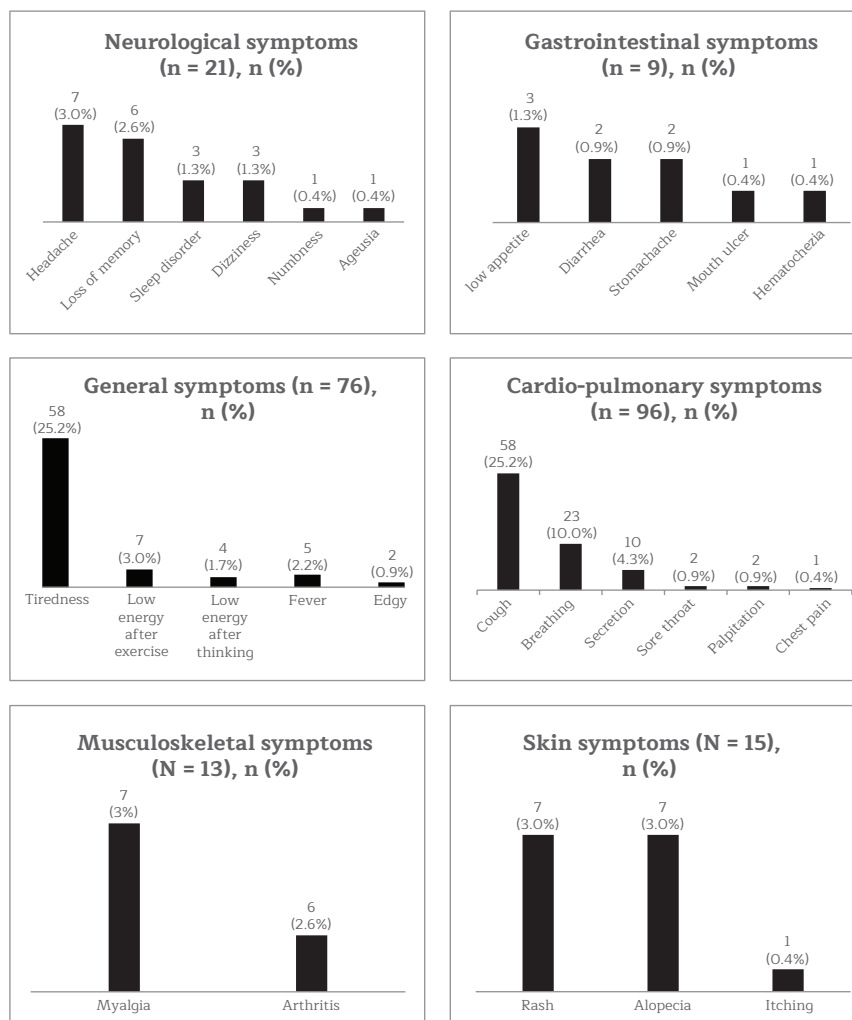 Neurological symptoms
(n = 21), n (%)
7
(3.0%)
6
(2.6%)
3
(1.3%)
3
(1.3%)
1
(0.4%)
1
(0.4%)
Headache
Loss of memory
Sleep disorder
Dizziness
Numbness
Ageusia
Gastrointestinal symptoms
(n = 9), n (%)
3
(1.3%)
2
(0.9%)
2
(0.9%)
1
(0.4%)
1
(0.4%)
low appetite
Diarrhea
Stomachache
Mouth ulcer
Hematochezia
General symptoms (n = 76),
n (%)
58
(25.2%)
7
(3.0%)
4
(1.7%)
5
(2.2%)
2
(0.9%)
Tiredness
Low
energy
after
exercise
Low
energy
after
thinking
Fever
Edgy
Cardio-pulmonary symptoms
(n = 96), n (%)
58
(25.2%)
23
(10.0%)
10
(4.3%)
2
(0.9%)
2
(0.9%)
1
(0.4%)
Cough
Breathing
Secretion
Sore throat
Palpitation
Chest pain
Musculoskeletal symptoms
(N = 13), n (%)
7
(3%)
6
(2.6%)
Myalgia
Arthritis
Skin symptoms (N = 15),
n (%)
7
(3.0%)
7
(3.0%)
1
(0.4%)
Rash
Alopecia
Itching